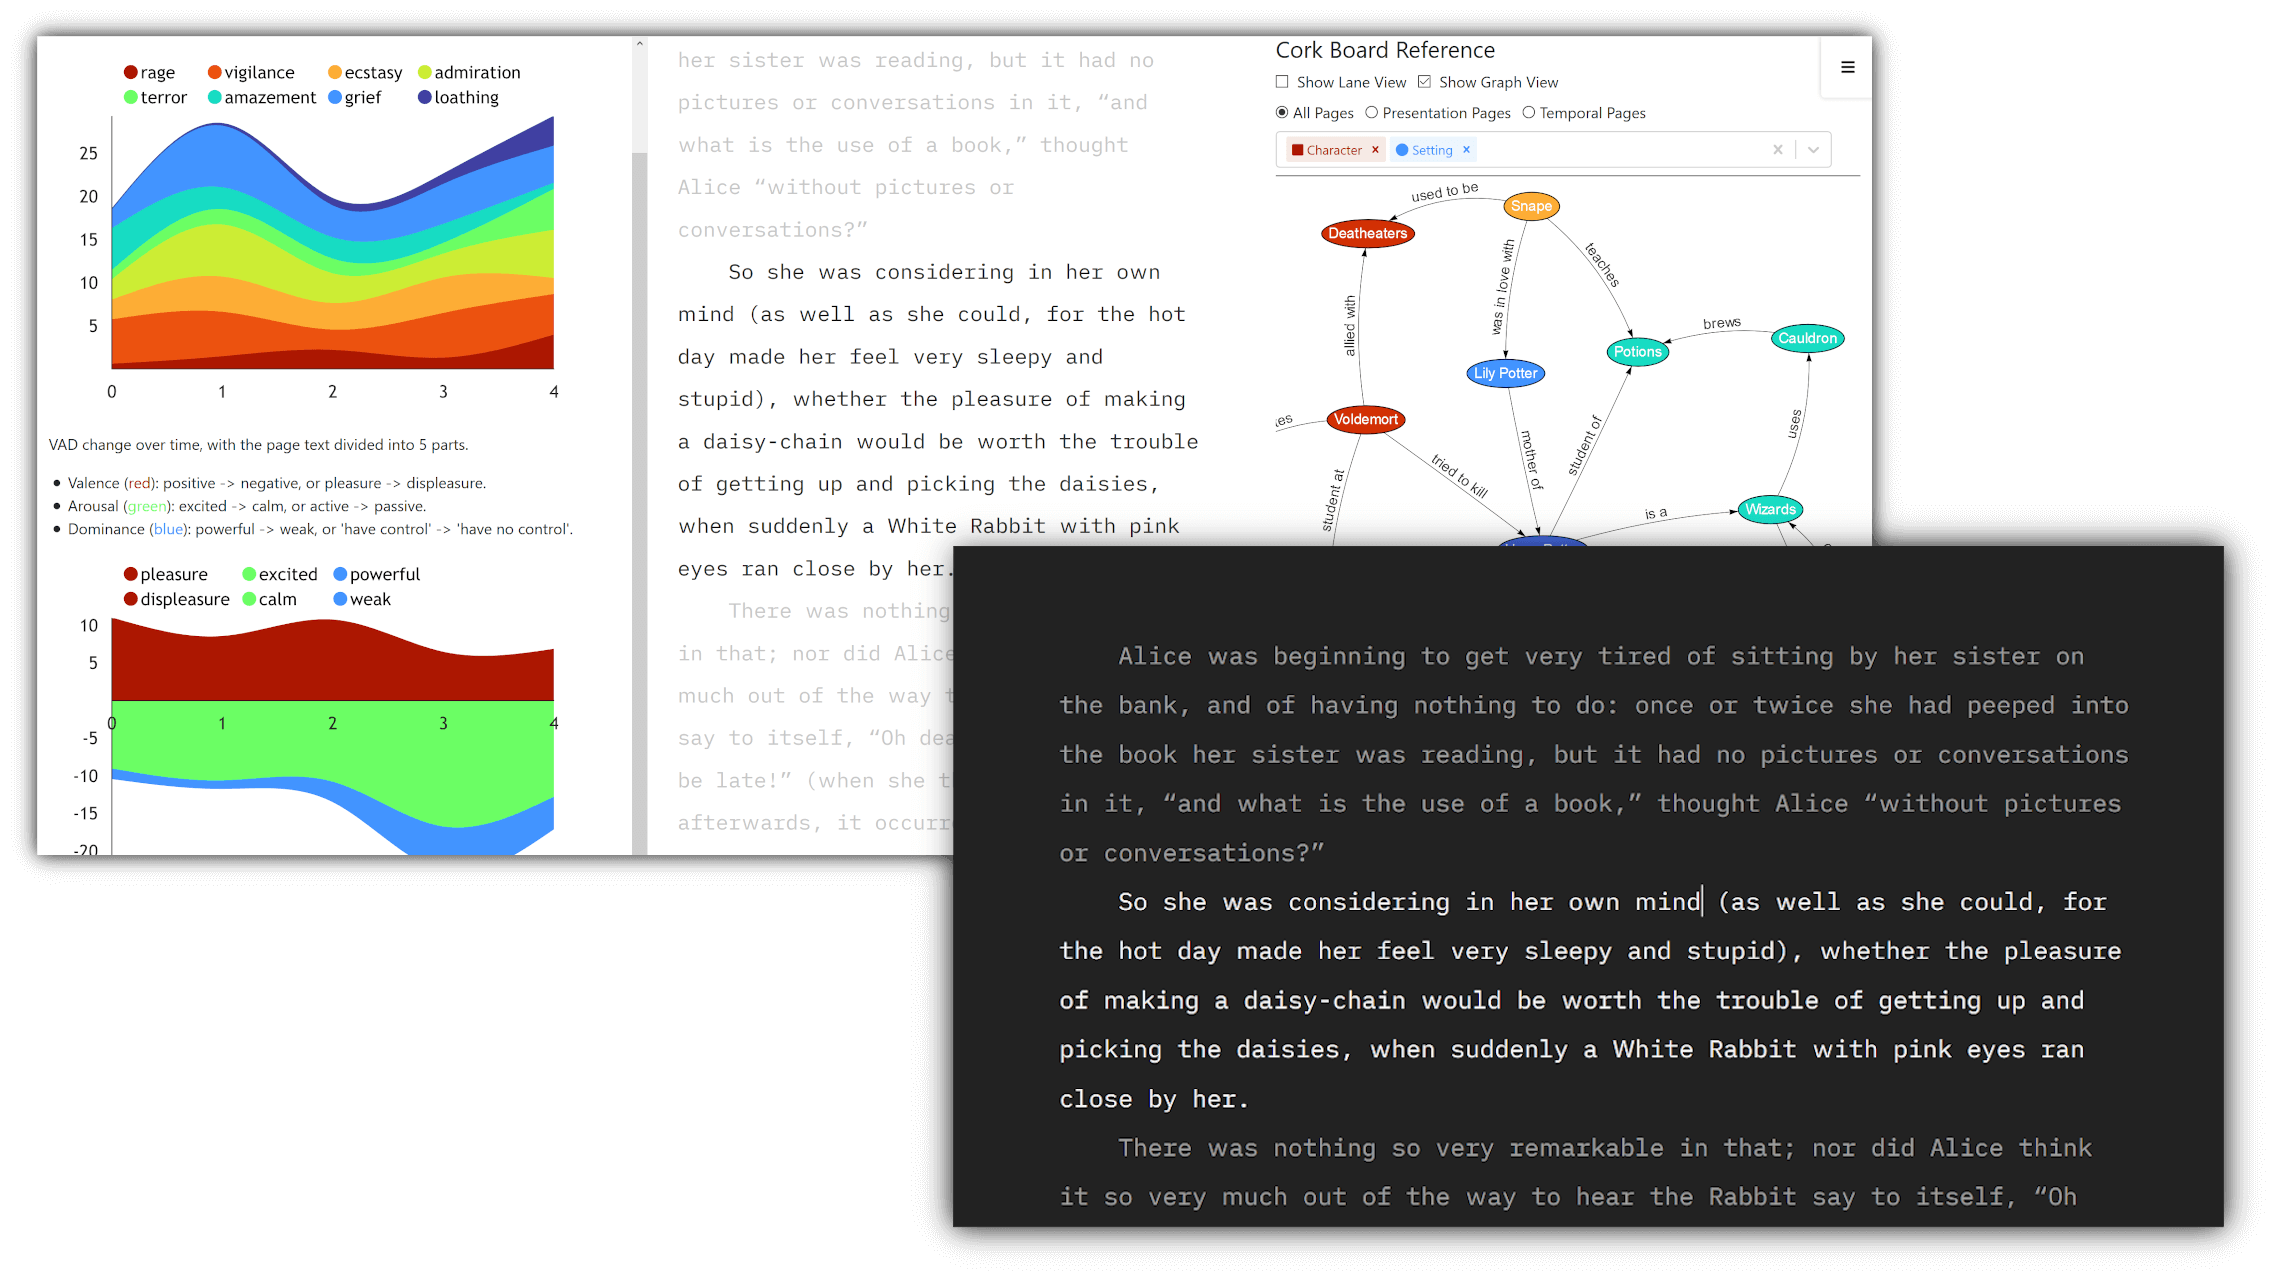 rage vigilance ecstasy admiration
terror amazement grief loathing
25
20
15
10
5
0 1 2 3 4
VAD change over time, with the page text divided into 5 parts.
Valence (red): positive -> negative, or pleasure -> displeasure.
Arousal (green): excited -> calm, or active -> passive.
Dominance (blue): powerful -> weak, or 'have control' -> 'have no control'.
pleasure excited powerful
displeasure calm weak
10
5
0 1 2 3 4
-5
-10
-15
-20
her sister was reading, but it had no
pictures or conversations in it, “and
what is the use of a book,” thought
Alice “without pictures or
conversations?”
So she was considering in her own
mind (as well as she could, for the hot
day made her feel very sleepy and
stupid), whether the pleasure of making
a daisy-chain would be worth the trouble
of getting up and picking the daisies,
when suddenly a White Rabbit with pink
eyes ran close by her.
There was nothing
in that; nor did Alice
much out of the way
say to itself, “Oh
be late!” (when she
afterwards, it
Cork Board Reference
Show Lane View Show Graph View
All Pages Presentation Pages Temporal Pages
Character × Setting ×
used to be
Snape
Deatheaters
was in love with
teaches
allied with
brews
Cauldron
Potions
Lily Potter
Voldemort
uses
student of
mother of
tried to kill
student at
is a
Wizards
Alice was beginning to get very tired of sitting by her sister on
the bank, and of having nothing to do: once or twice she had peeped into
the book her sister was reading, but it had no pictures or conversations
in it, “and what is the use of a book,” thought Alice “without pictures
or conversations?”
So she was considering in her own mind (as well as she could, for
the hot day made her feel very sleepy and stupid), whether the pleasure
of making a daisy-chain would be worth the trouble of getting up and
picking the daisies, when suddenly a White Rabbit with pink eyes ran
close by her.
There was nothing so very remarkable in that; nor did Alice think
it so very much out of the way to hear the Rabbit say to itself, “Oh